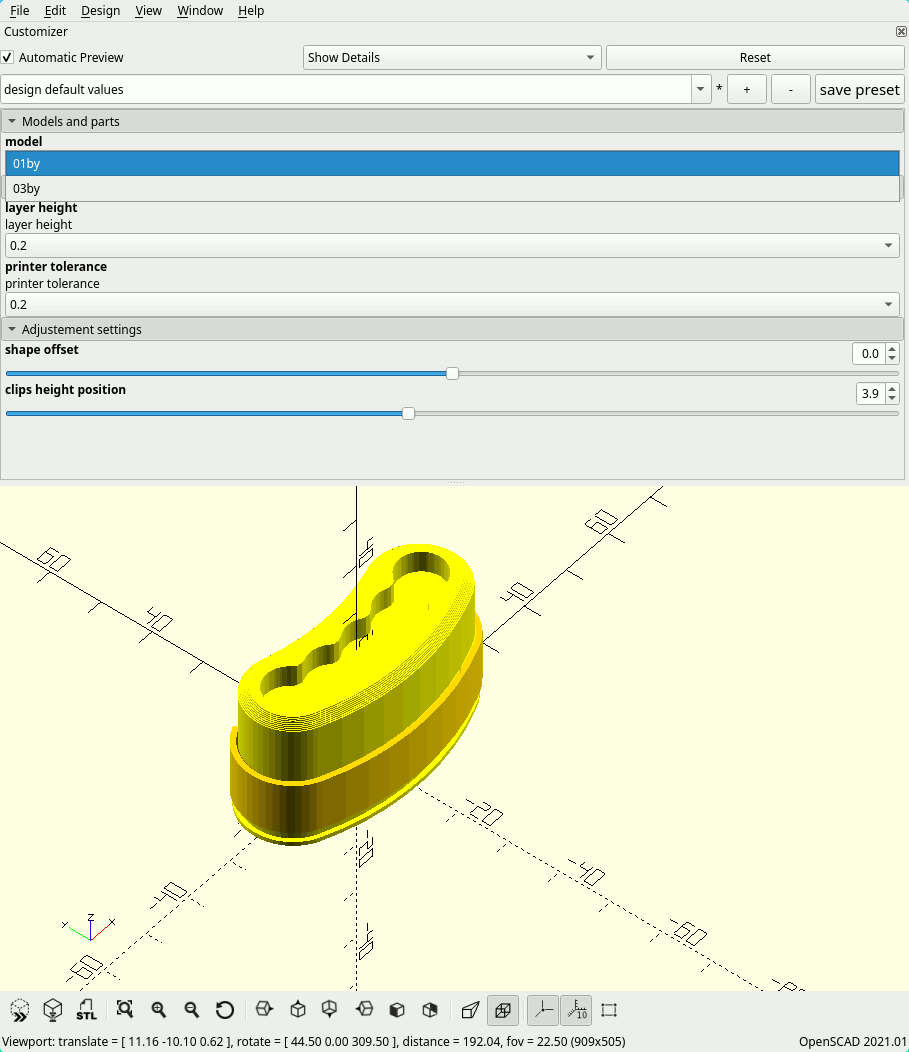 File Edit Design View Window Help
Customizer
Automatic Preview Show Details Reset
design default values * + - save preset
Models and parts
model
01by
03by
layer height
layer height
0.2
printer tolerance
printer tolerance
0.2
Adjustement settings
shape offset
0.0
clips height position
3.9
60
60
40
40
20
40
40
60
60
Z
x
STL
10
Viewport: translate = [ 11.16 -10.10 0.62 ], rotate = [ 44.50 0.00 309.50 ], distance = 192.04, fov = 22.50 (909x505) OpenSCAD 2021.01